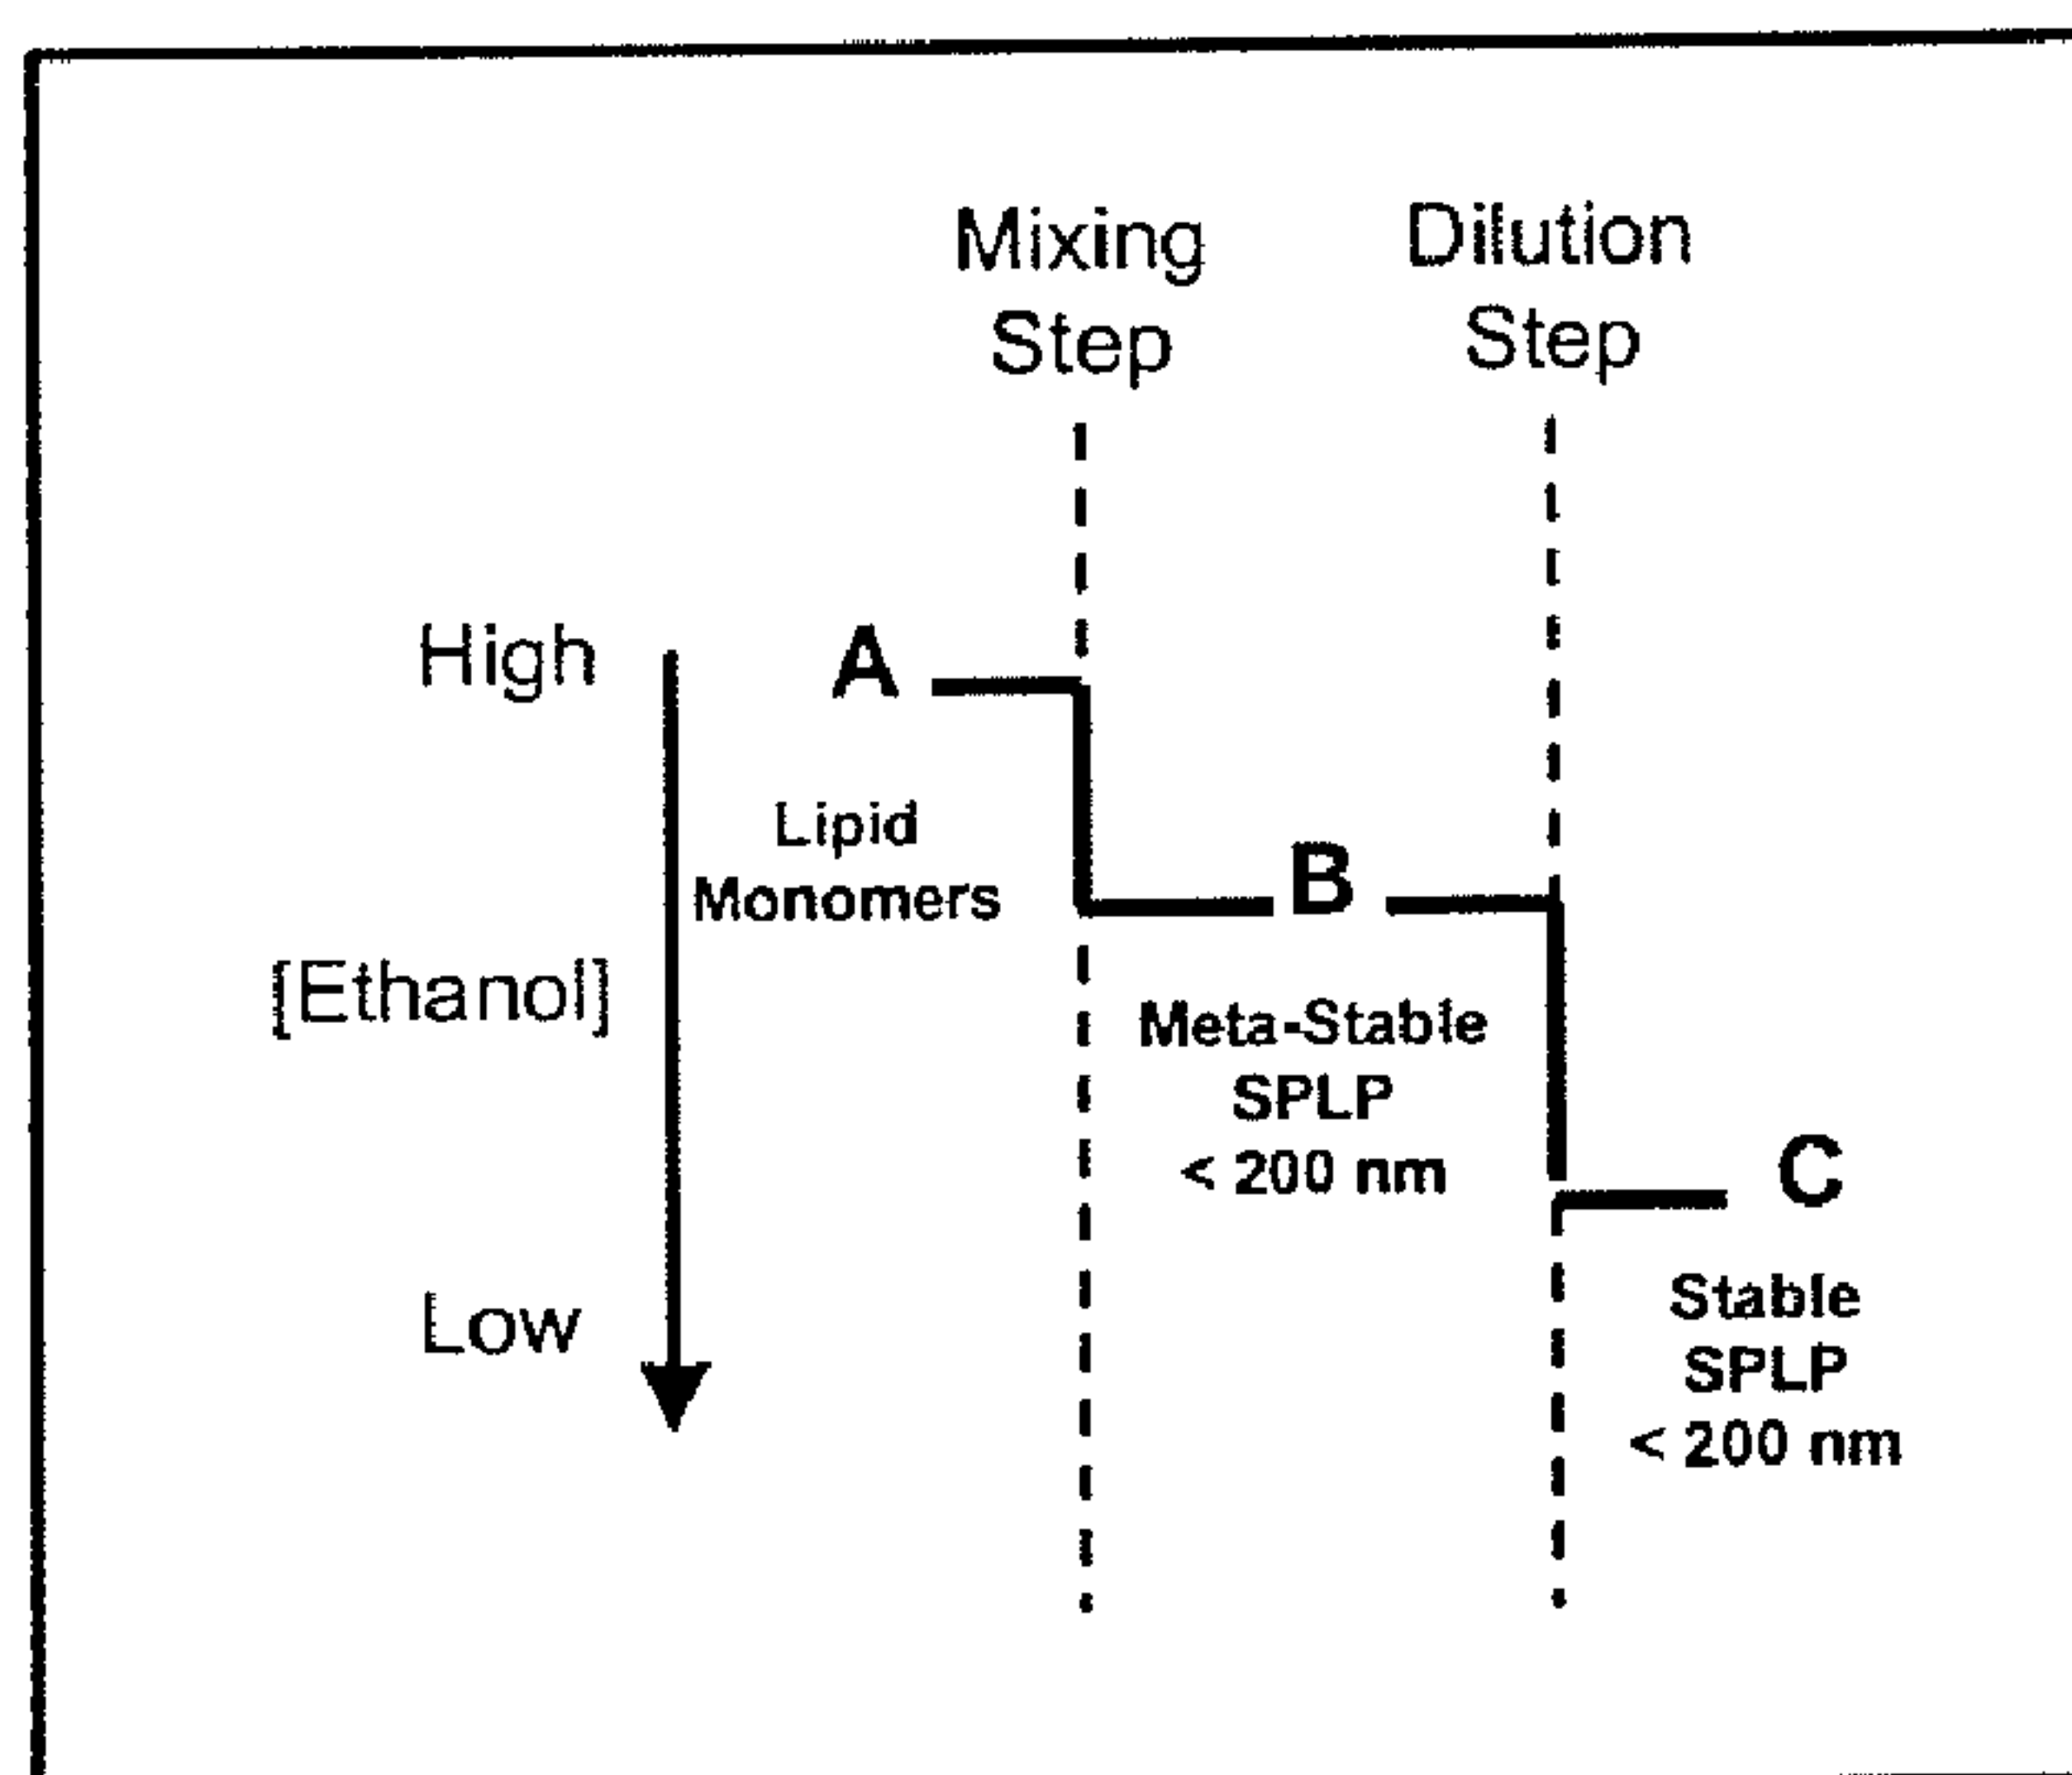 Mixing
Step
Dilution
Step
High
A
Lipid
Monomers
B
[Ethanol]
Meta-Stable
SPLP
< 200 nm
C
Low
Stable
SPLP
< 200 nm